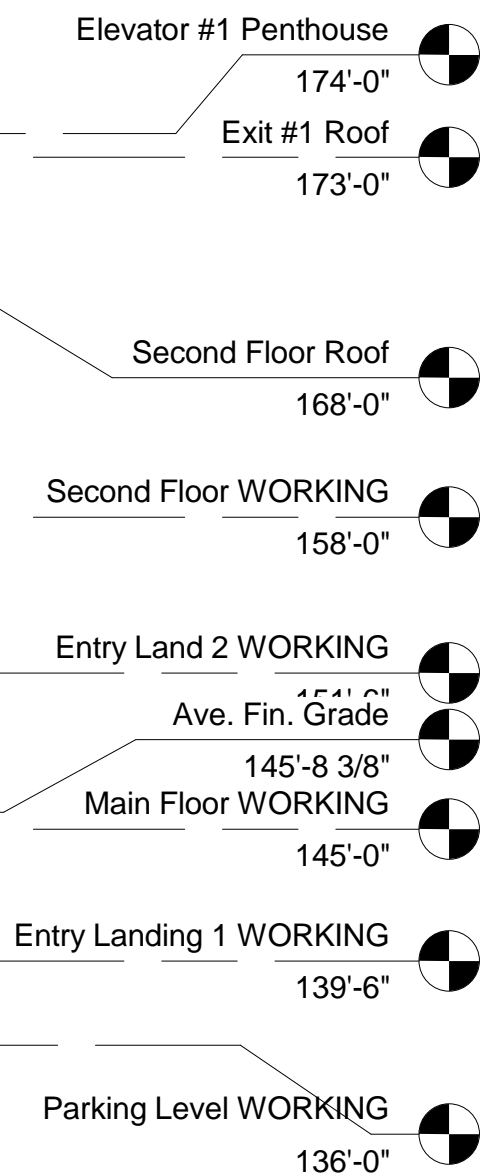 Elevator #1 Penthouse
174'-0"
Exit #1 Roof
173'-0"
Second Floor Roof
168'-0"
Second Floor WORKING
158'-0"
Entry Land 2 WORKING
151'-6"
Ave. Fin. Grade
145'-8 3/8"
Main Floor WORKING
145'-0"
Entry Landing 1 WORKING
139'-6"
Parking Level WORKING
136'-0"